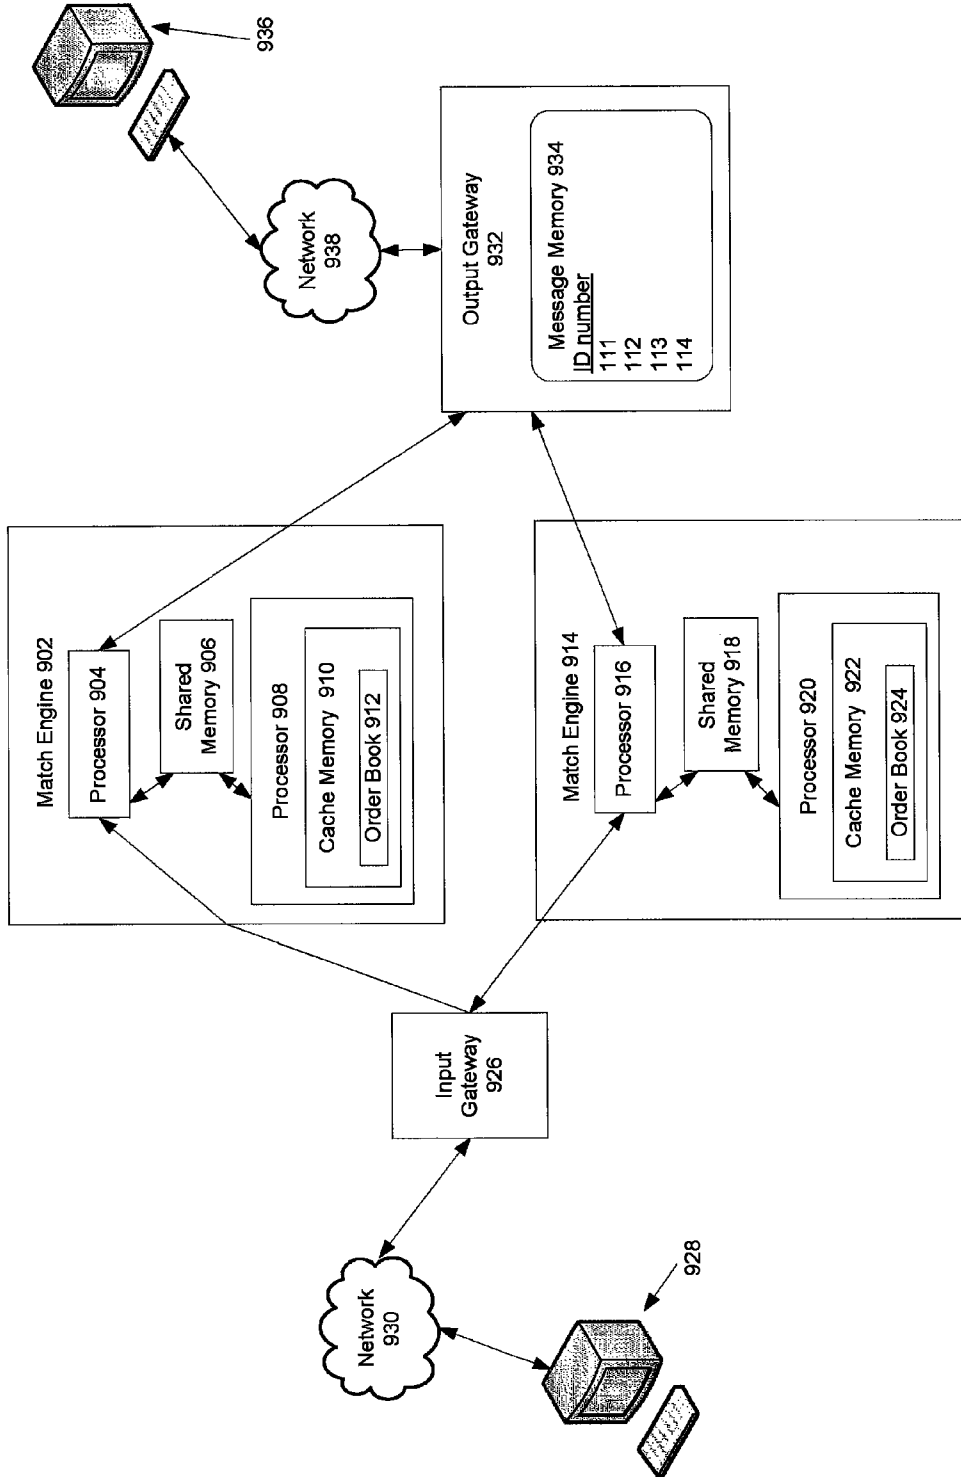 936
Network
938
Output Gateway
932
Message Memory 934
ID number
111
112
113
114
Match Engine 902
Processor 904
Shared
Memory 906
Processor 908
Cache Memory 910
Order Book 912
Match Engine 914
Processor 916
Shared
Memory 918
Processor 920
Cache Memory 922
Order Book 924
Input
Gateway
926
Network
930
928